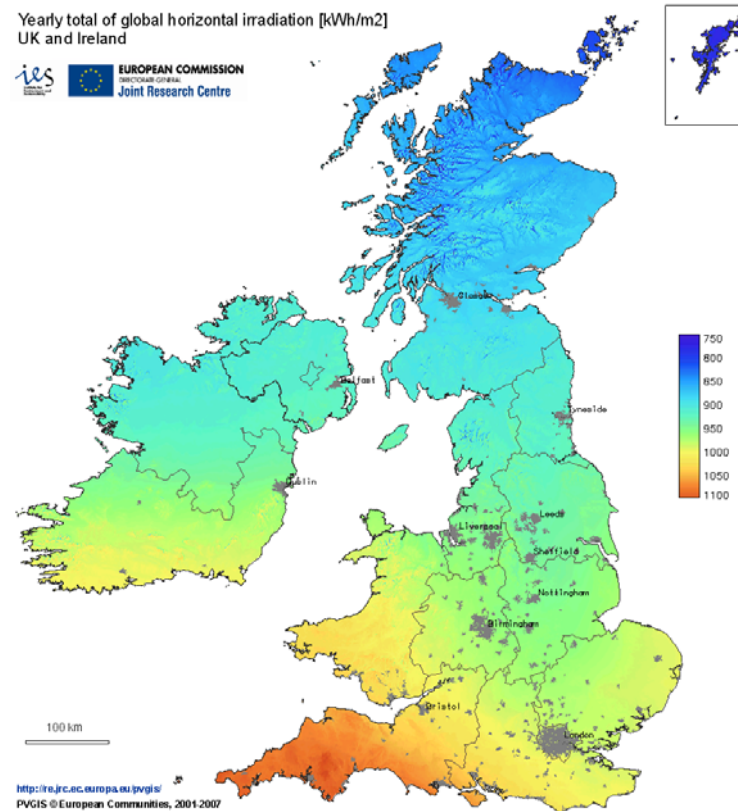 Yearly total of global horizontal irradiation [kWh/m2]
UK and Ireland
ies
EUROPEAN COMMISSION
DIRECTORATE GENERAL
Joint Research Centre
Glasgow
Belfast
Tyneside
750
800
850
900
950
1000
1050
1100
Dublin
Leeds
Liverpool
Sheffield
Nottingham
Birmingham
Bristol
London
100 km
http://re.jrc.ec.europa.eu/pvgis/
PVGIS © European Communities, 2001-2007